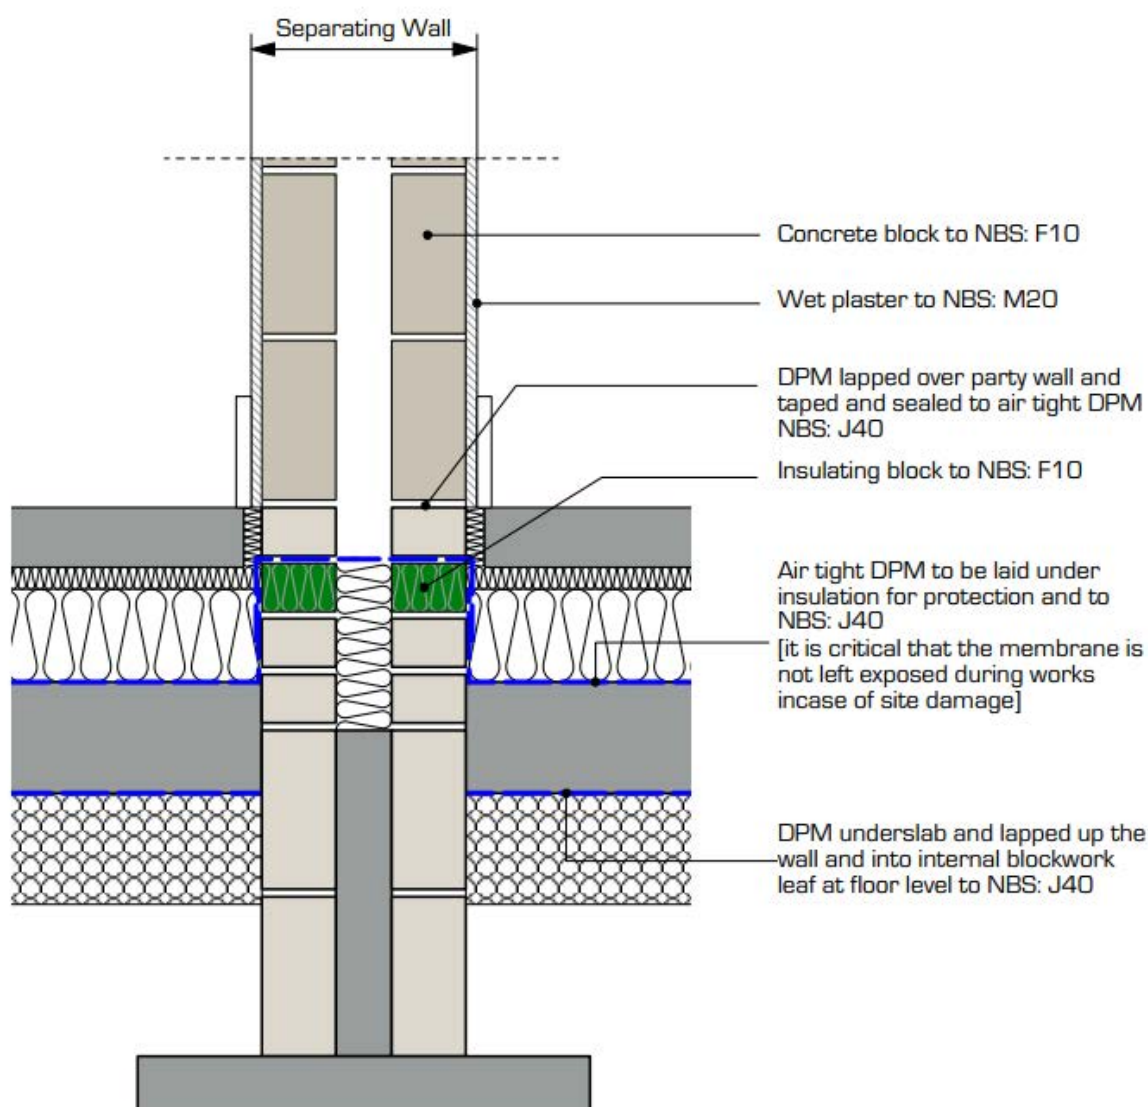 Separating Wall
Concrete block to NBS: F10
Wet plaster to NBS: M20
DPM lapped over party wall and
taped and sealed to air tight DPM
NBS: J40
Insulating block to NBS: F10
Air tight DPM to be laid under
insulation for protection and to
NBS: J40
[it is critical that the membrane is
not left exposed during works
incase of site damage]
DPM underslab and lapped up the
wall and into internal blockwork
leaf at floor level to NBS: J40